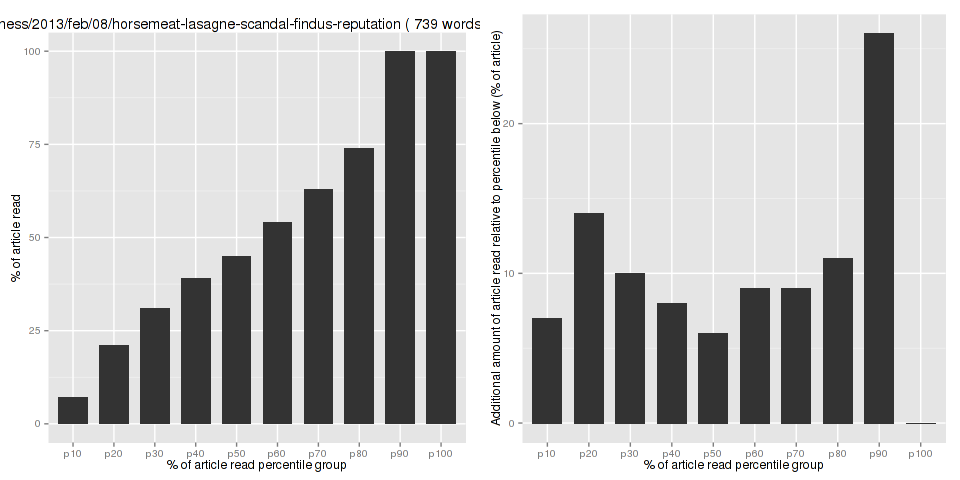 ness/2013/feb/08/horsemeat-lasagne-scandal-findus-reputation ( 739 words
% of article read
100
75
50
25
0
p10 p20 p30 p40 p50 p60 p70 p80 p90 p100
% of article read percentile group
Additional amount of article read relative to percentile below (% of article)
20
10
0
p10 p20 p30 p40 p50 p60 p70 p80 p90 p100
% of article read percentile group